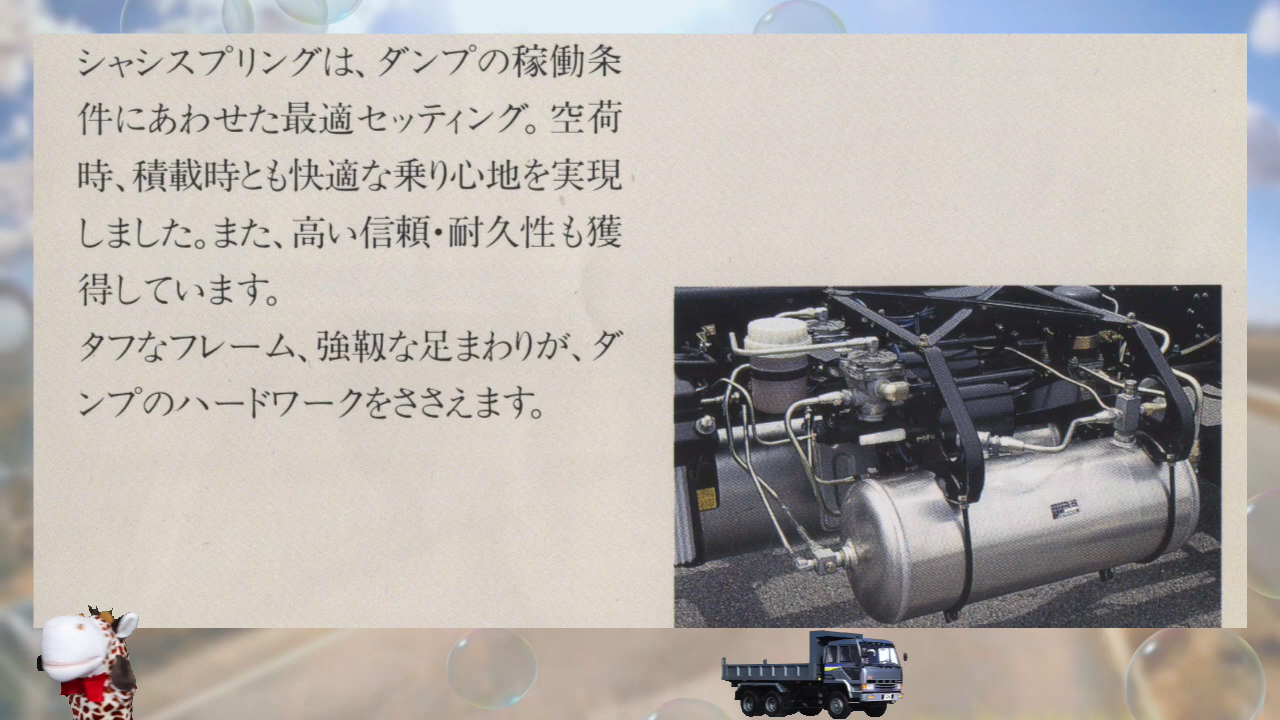 シャシスプリングは、ダンプの稼働条
件にあわせた最適セッティング。空荷
時、積載時とも快適な乗り心地を実現
しました。また、高い信頼・耐久性も獲
得しています。
タフなフレーム、強靱な足まわりが、ダ
ンプのハードワークをささえます。